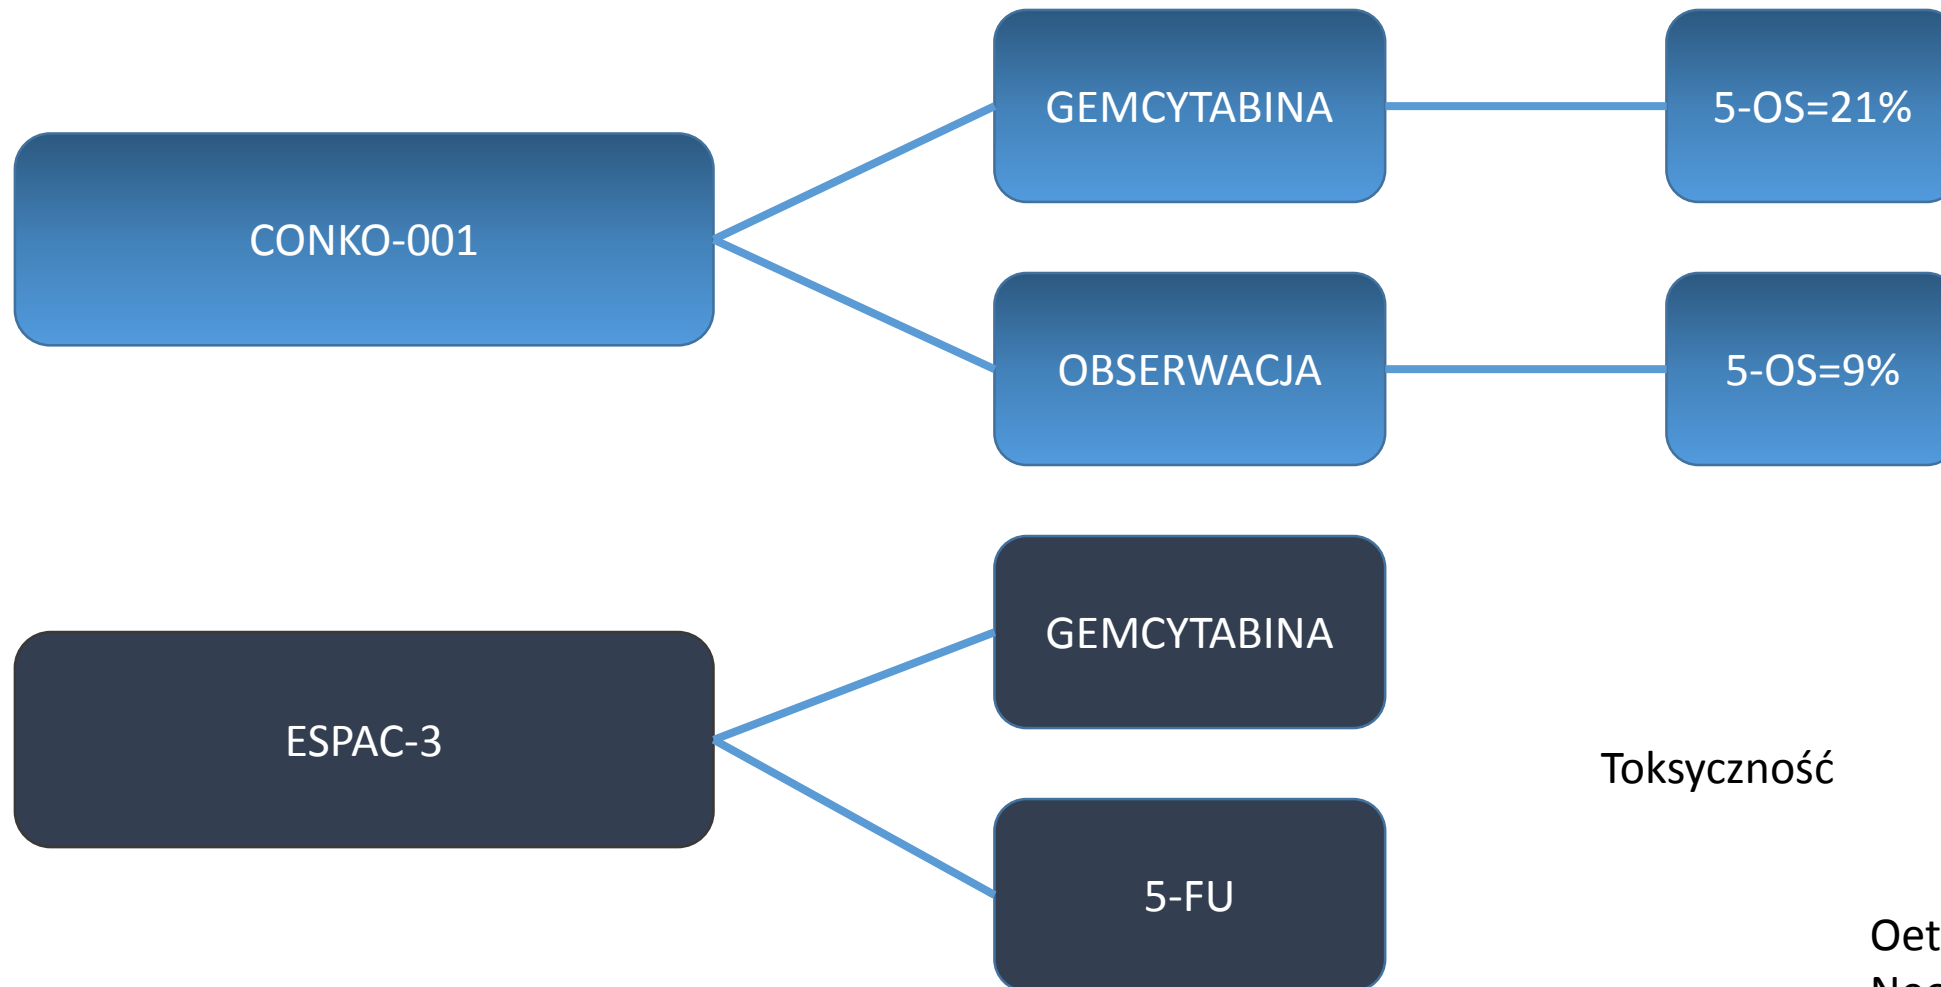 CONKO-001
GEMCYTABINA
5-OS=21%
OBSERWACJA
5-OS=9%
ESPAC-3
GEMCYTABINA
5-FU
Toksyczność
Oet